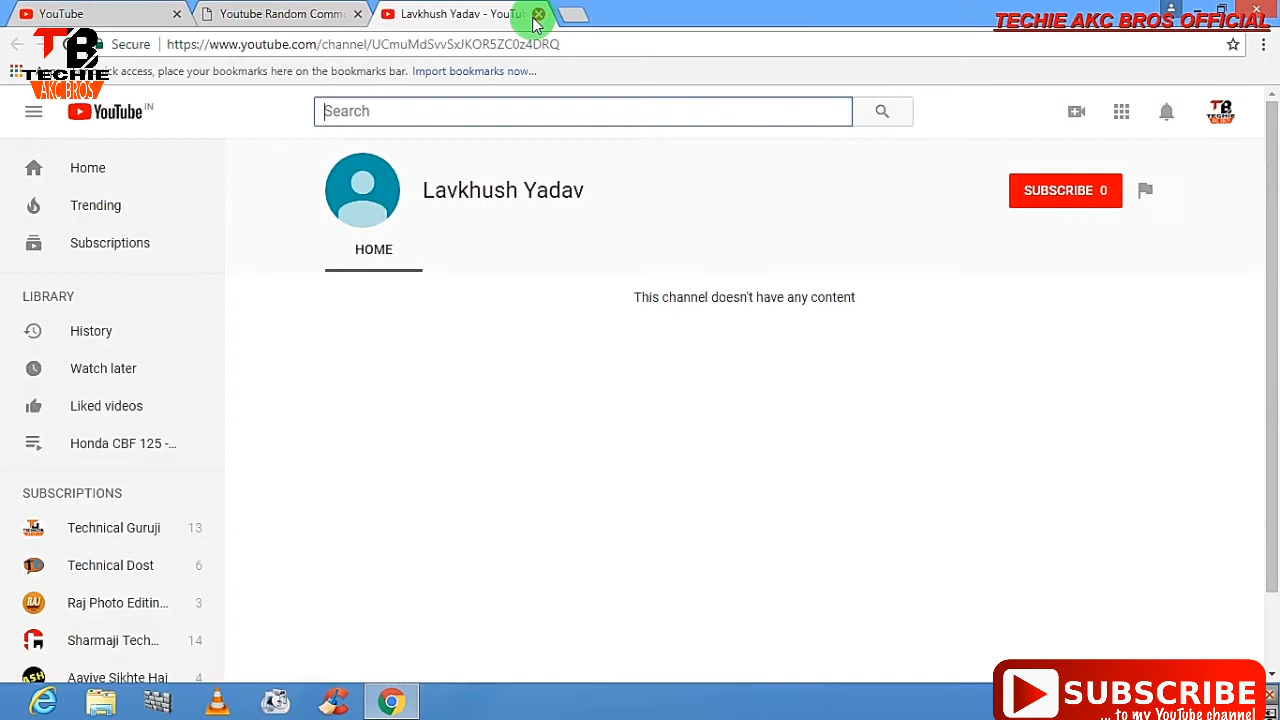 YouTube
Youtube Random Comm
Lavkhush Yadav - YouTu
TECHIE AKC BROS OFFICIAL
Secure
https://www.youtube.com/channel/UCmuMdSvvSxJKOR5ZC0z4DRQ
TB
TECHIE
AKC BROS
ck access, place your bookmarks here on the bookmarks bar. Import bookmarks now...
YouTube IN
Search
TB
Home
Trending
Subscriptions
Lavkhush Yadav
SUBSCRIBE 0
HOME
This channel doesn't have any content
LIBRARY
History
Watch later
Liked videos
Honda CBF 125 -...
SUBSCRIPTIONS
Technical Guruji 13
Technical Dost 6
Raj Photo Editin... 3
Sharmaji Tech... 14
Aayiye Sikhte Hai 4
SUBSCRIBE
... to my YouTube channel